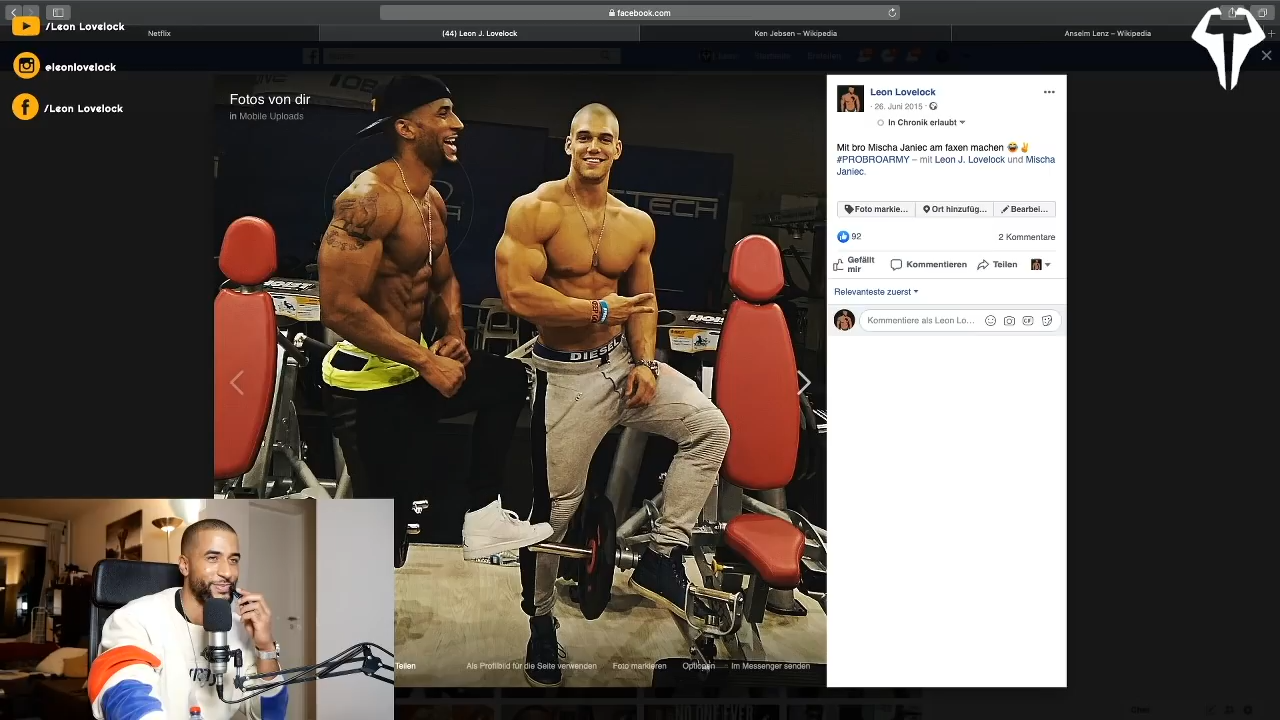 facebook.com
/Leon Lovelock
Netflix
(44) Leon J. Lovelock
Ken Jebsen – Wikipedia
Anselm Lenz – Wikipedia
@leonlovelock
/Leon Lovelock
Fotos von dir
in Mobile Uploads
DIESEL
Leon Lovelock
· 26. Juni 2015 ·
In Chronik erlaubt
Mit bro Mischa Janiec am faxen machen 😂✌
#PROBROARMY – mit Leon J. Lovelock und Mischa
Janiec.
Foto markie...
Ort hinzufüg...
Bearbei...
92
2 Kommentare
Gefällt
mir
Kommentieren
Teilen
Relevanteste zuerst
Kommentiere als Leon Lo...
Teilen
Als Profilbild für die Seite verwenden
Foto markieren
Optionen
Im Messenger senden